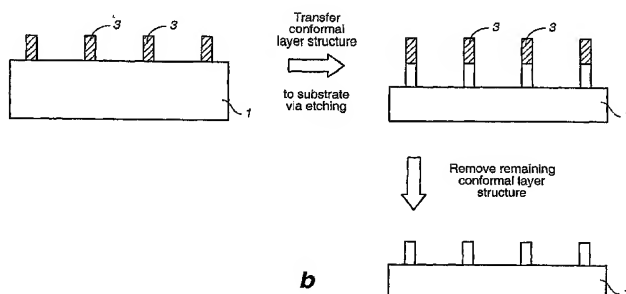 3
3
Transfer
conformal
layer structure
to substrate
via etching
1
3
3
Remove remaining
conformal layer
structure
b